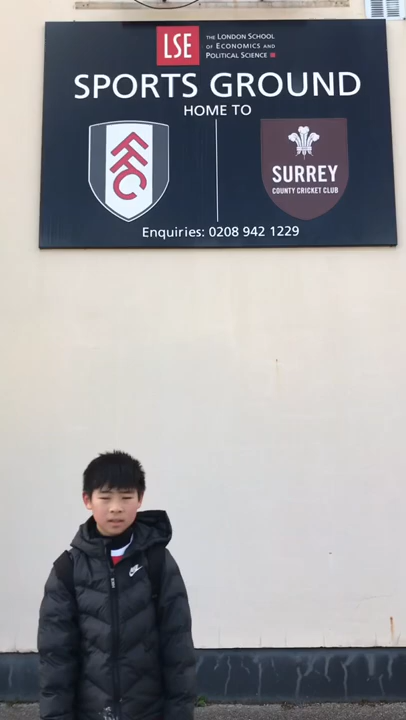 LSE
THE LONDON SCHOOL
OF ECONOMICS AND
POLITICAL SCIENCE
SPORTS GROUND
HOME TO
FFC
SURREY
COUNTY CRICKET CLUB
Enquiries: 0208 942 1229